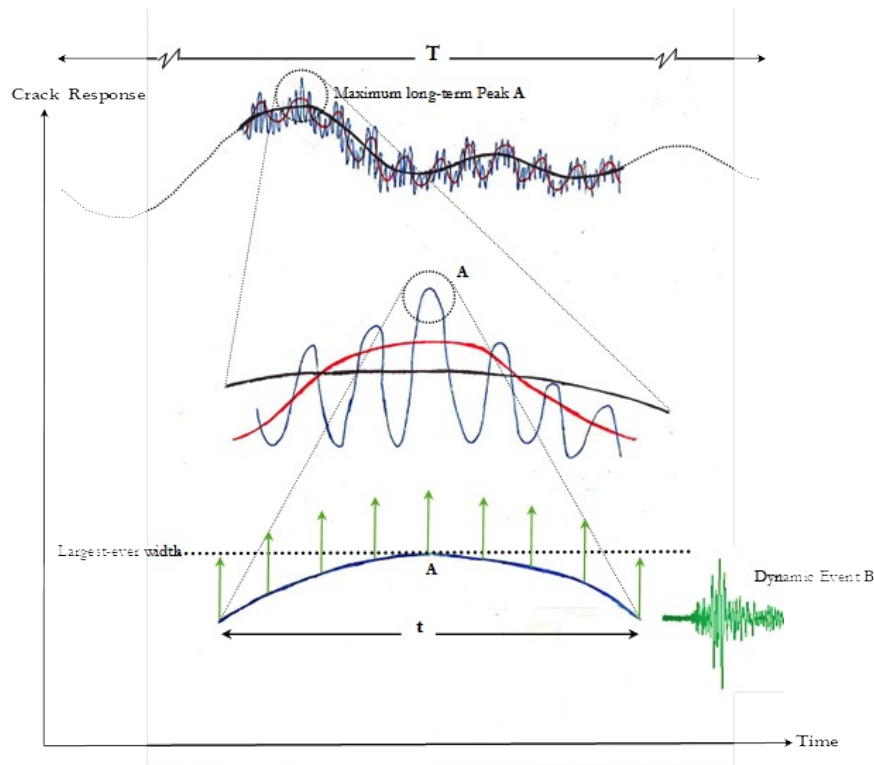 T
Crack Response
Maximum long-term Peak A
A
Largest-ever width
A
Dynamic Event B
t
Time